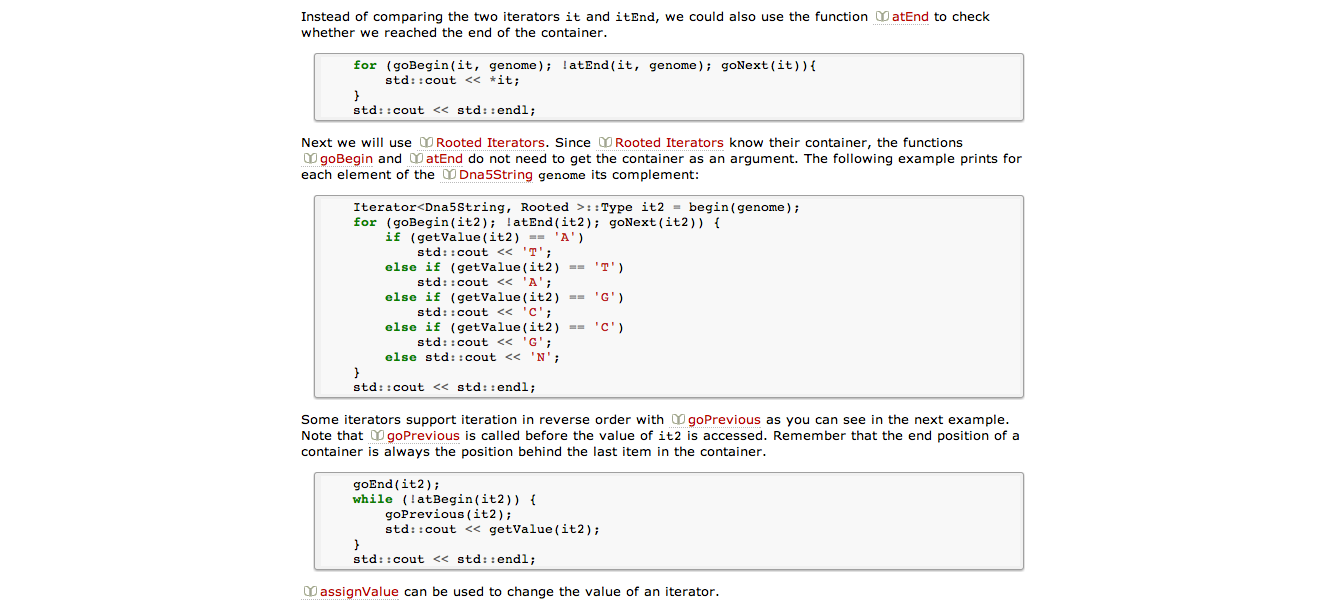 Instead of comparing the two iterators it and itEnd, we could also use the function atEnd to check
whether we reached the end of the container.
for (goBegin(it, genome); !atEnd(it, genome); goNext(it)){
    std::cout << *it;
}
std::cout << std::endl;
Next we will use Rooted Iterators. Since Rooted Iterators know their container, the functions
goBegin and atEnd do not need to get the container as an argument. The following example prints for
each element of the Dna5String genome its complement:
Iterator<Dna5String, Rooted >::Type it2 = begin(genome);
for (goBegin(it2); !atEnd(it2); goNext(it2)) {
    if (getValue(it2) == 'A')
        std::cout << 'T';
    else if (getValue(it2) == 'T')
        std::cout << 'A';
    else if (getValue(it2) == 'G')
        std::cout << 'C';
    else if (getValue(it2) == 'C')
        std::cout << 'G';
    else std::cout << 'N';
}
std::cout << std::endl;
Some iterators support iteration in reverse order with goPrevious as you can see in the next example.
Note that goPrevious is called before the value of it2 is accessed. Remember that the end position of a
container is always the position behind the last item in the container.
goEnd(it2);
while (!atBegin(it2)) {
    goPrevious(it2);
    std::cout << getValue(it2);
}
std::cout << std::endl;
assignValue can be used to change the value of an iterator.